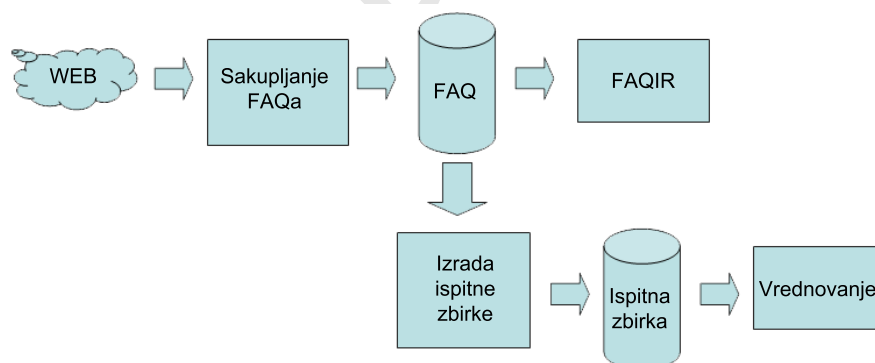 WEB
Sakupljanje
FAQa
FAQ
FAQIR
Izrada
ispitne
zbirke
Ispitna
zbirka
Vrednovanje